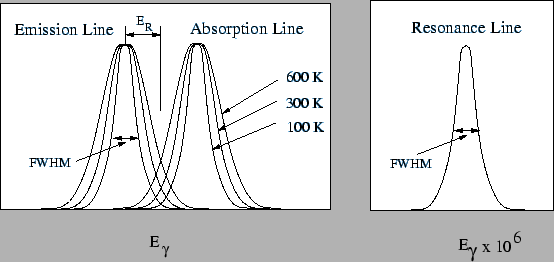 Emission Line
E_R
Absorption Line
600 K
300 K
100 K
FWHM
E_γ
Resonance Line
FWHM
E_γ x 10^6